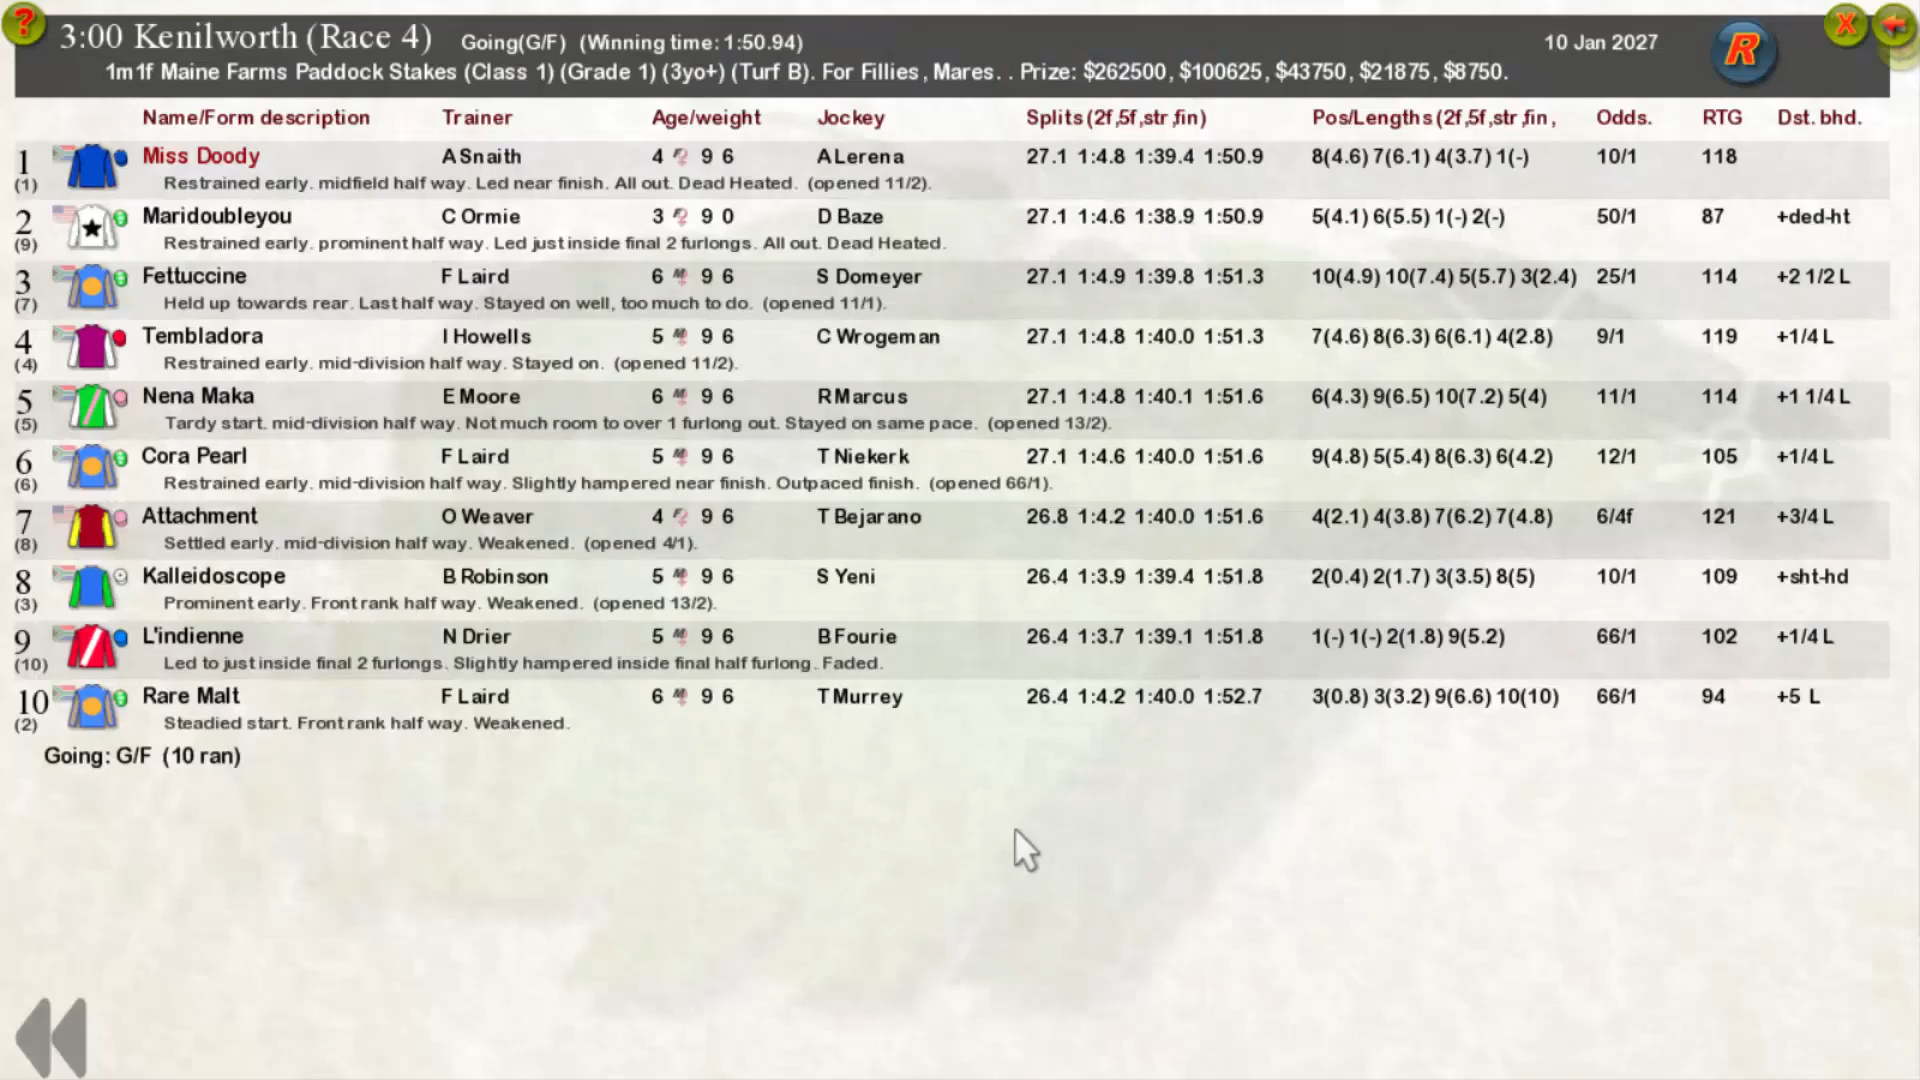 ?
3:00 Kenilworth (Race 4) Going(G/F) (Winning time: 1:50.94) 10 Jan 2027 R X
1m1f Maine Farms Paddock Stakes (Class 1) (Grade 1) (3yo+) (Turf B). For Fillies, Mares. . Prize: $262500, $100625, $43750, $21875, $8750.
Name/Form description Trainer Age/weight Jockey Splits (2f,5f,str,fin) Pos/Lengths (2f,5f,str,fin, Odds. RTG Dst. bhd.
1 Miss Doody A Snaith 4 9 6 A Lerena 27.1 1:4.8 1:39.4 1:50.9 8(4.6) 7(6.1) 4(3.7) 1(-) 10/1 118
(1) Restrained early. midfield half way. Led near finish. All out. Dead Heated. (opened 11/2).
2 Maridoubleyou C Ormie 3 9 0 D Baze 27.1 1:4.6 1:38.9 1:50.9 5(4.1) 6(5.5) 1(-) 2(-) 50/1 87 +ded-ht
(9) Restrained early. prominent half way. Led just inside final 2 furlongs. All out. Dead Heated.
3 Fettuccine F Laird 6 9 6 S Domeyer 27.1 1:4.9 1:39.8 1:51.3 10(4.9) 10(7.4) 5(5.7) 3(2.4) 25/1 114 +2 1/2 L
(7) Held up towards rear. Last half way. Stayed on well, too much to do. (opened 11/1).
4 Tembladora I Howells 5 9 6 C Wrogeman 27.1 1:4.8 1:40.0 1:51.3 7(4.6) 8(6.3) 6(6.1) 4(2.8) 9/1 119 +1/4 L
(4) Restrained early. mid-division half way. Stayed on. (opened 11/2).
5 Nena Maka E Moore 6 9 6 R Marcus 27.1 1:4.8 1:40.1 1:51.6 6(4.3) 9(6.5) 10(7.2) 5(4) 11/1 114 +1 1/4 L
(5) Tardy start. mid-division half way. Not much room to over 1 furlong out. Stayed on same pace. (opened 13/2).
6 Cora Pearl F Laird 5 9 6 T Niekerk 27.1 1:4.6 1:40.0 1:51.6 9(4.8) 5(5.4) 8(6.3) 6(4.2) 12/1 105 +1/4 L
(6) Restrained early. mid-division half way. Slightly hampered near finish. Outpaced finish. (opened 66/1).
7 Attachment O Weaver 4 9 6 T Bejarano 26.8 1:4.2 1:40.0 1:51.6 4(2.1) 4(3.8) 7(6.2) 7(4.8) 6/4f 121 +3/4 L
(8) Settled early. mid-division half way. Weakened. (opened 4/1).
8 Kalleidoscope B Robinson 5 9 6 S Yeni 26.4 1:3.9 1:39.4 1:51.8 2(0.4) 2(1.7) 3(3.5) 8(5) 10/1 109 +sht-hd
(3) Prominent early. Front rank half way. Weakened. (opened 13/2).
9 L'indienne N Drier 5 9 6 B Fourie 26.4 1:3.7 1:39.1 1:51.8 1(-) 1(-) 2(1.8) 9(5.2) 66/1 102 +1/4 L
(10) Led to just inside final 2 furlongs. Slightly hampered inside final half furlong. Faded.
10 Rare Malt F Laird 6 9 6 T Murrey 26.4 1:4.2 1:40.0 1:52.7 3(0.8) 3(3.2) 9(6.6) 10(10) 66/1 94 +5 L
(2) Steadied start. Front rank half way. Weakened.
Going: G/F (10 ran)